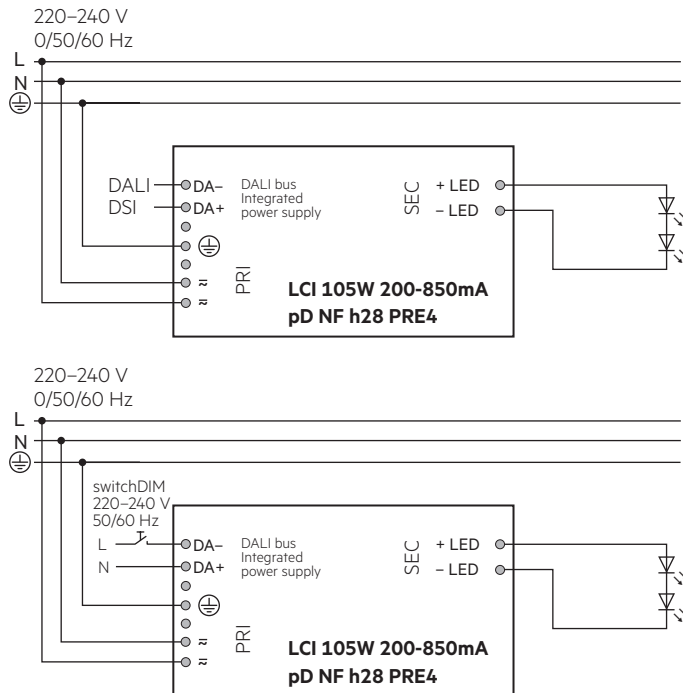 220–240 V
0/50/60 Hz
L
N
DALI DA– DALI bus
DSI DA+ Integrated
power supply
SEC
+ LED
– LED
PRI
≂
≂
LCI 105W 200-850mA
pD NF h28 PRE4
220–240 V
0/50/60 Hz
L
N
switchDIM
220–240 V
50/60 Hz
L DA– DALI bus
N DA+ Integrated
power supply
SEC
+ LED
– LED
PRI
≂
≂
LCI 105W 200-850mA
pD NF h28 PRE4